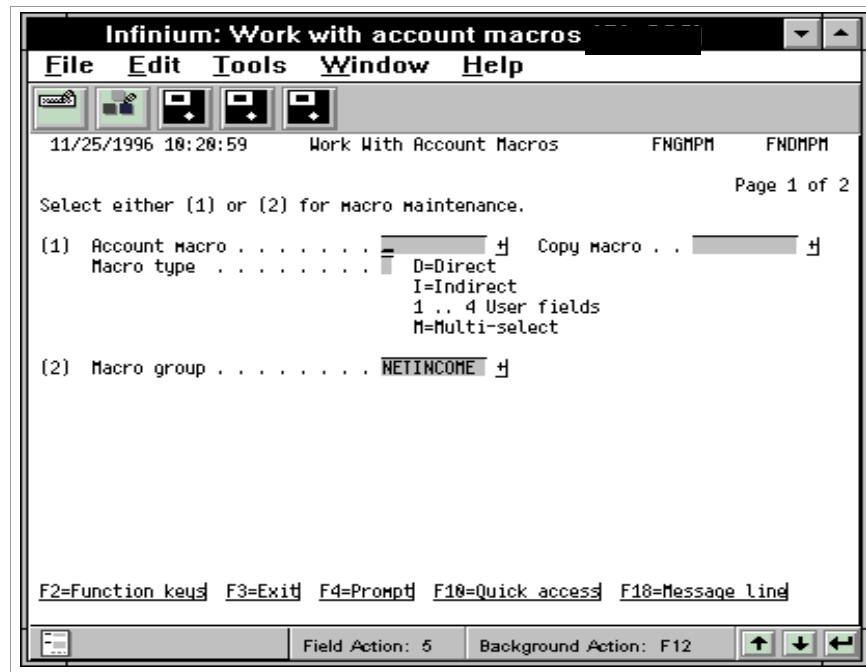 Infinium: Work with account macros
File Edit Tools Window Help
11/25/1996 10:20:59 Work With Account Macros FNGMPM FNDMPM
Page 1 of 2
Select either (1) or (2) for macro maintenance.
(1) Account macro . . . . . . . + Copy macro . . +
Macro type . . . . . . . . D=Direct
I=Indirect
1 .. 4 User fields
M=Multi-select
(2) Macro group . . . . . . . . NETINCOME +
F2=Function keys F3=Exit F4=Prompt F10=Quick access F18=Message line
Field Action: 5 Background Action: F12